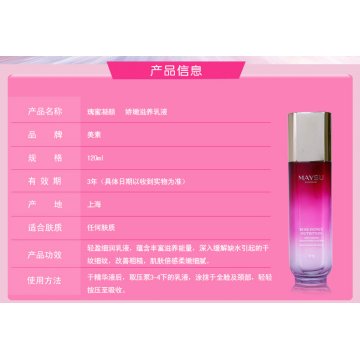 产品信息
产品名称 瑰蜜凝颜 娇嫩滋养乳液
品 牌 美素
规 格 120ml
有 效 期 3年（具体日期以收到实物为准）
产 地 上海
适合肤质 任何肤质
产品功效 轻盈细润乳液，蕴含丰富滋养能量，深入缓解缺水引起的干
纹细纹，改善粗糙，肌肤倍感柔嫩细腻。
使用方法 于精华液后，取压泵3-4下的乳液，涂抹于全脸及颈部，轻轻
按压至吸收。
MAYSU